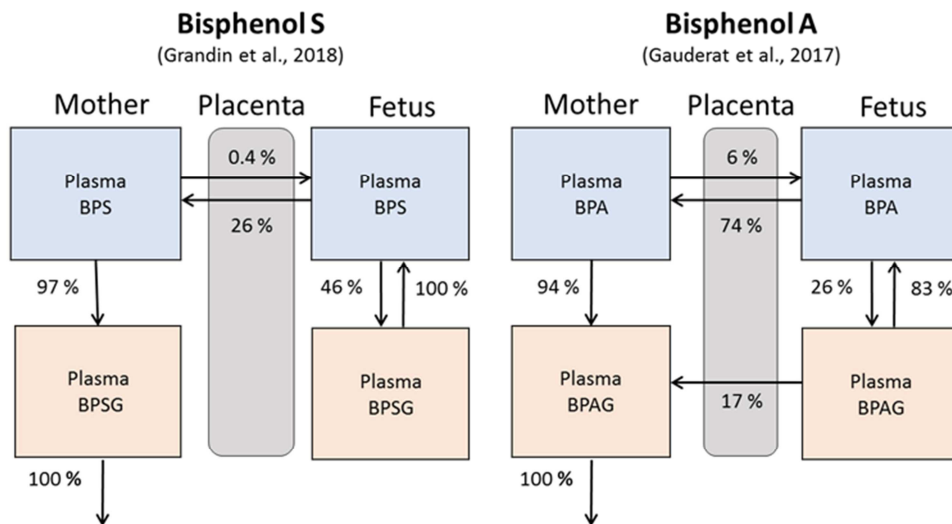 Bisphenol S
(Grandin et al., 2018)
Mother Placenta Fetus
0.4 %
Plasma
BPS
Plasma
BPS
26 %
97 %
46 %
100 %
Plasma
BPSG
Plasma
BPSG
100 %
Bisphenol A
(Gauderat et al., 2017)
Mother Placenta Fetus
6 %
Plasma
BPA
Plasma
BPA
74 %
94 %
26 %
83 %
Plasma
BPAG
Plasma
BPAG
17 %
100 %